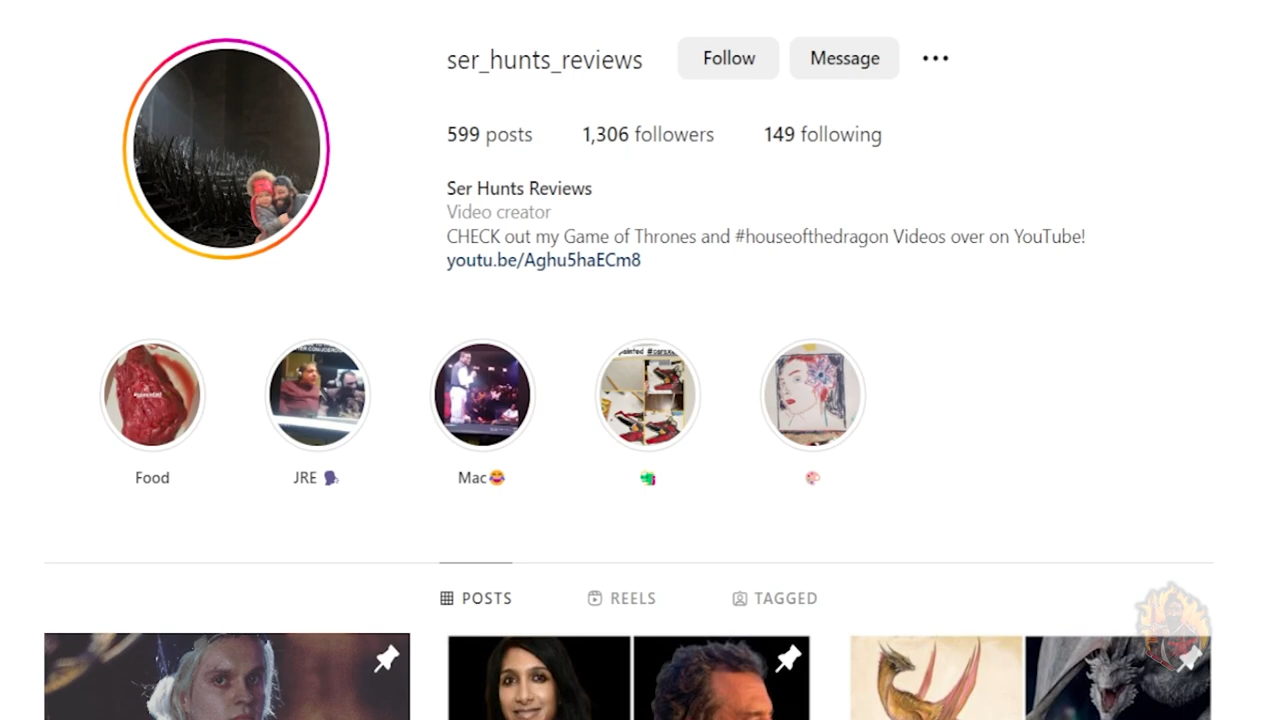 ser_hunts_reviews
Follow
Message
599 posts
1,306 followers
149 following
Ser Hunts Reviews
Video creator
CHECK out my Game of Thrones and #houseofthedragon Videos over on YouTube!
youtu.be/Aghu5haECm8
Food
JRE 🗣
Mac😂
POSTS
REELS
TAGGED